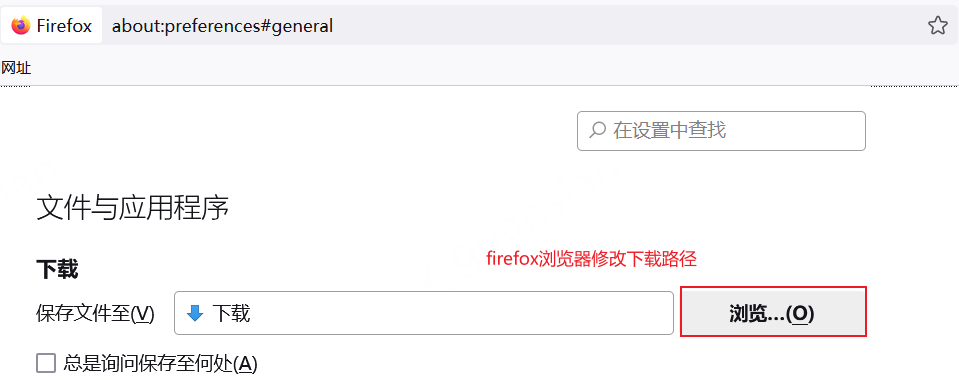 Firefox about:preferences#general
网址
在设置中查找
文件与应用程序
firefox浏览器修改下载路径
下载
保存文件至(V) 下载 浏览...(O)
总是询问保存至何处(A)